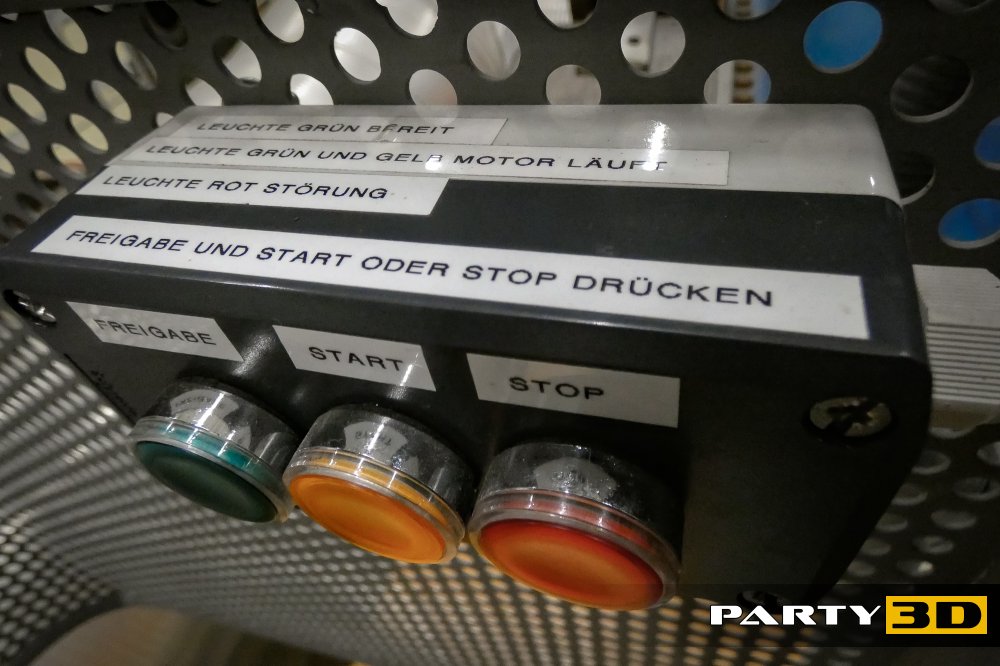 LEUCHTE GRÜN BEREIT
LEUCHTE GRÜN UND GELB MOTOR LÄUFT
LEUCHTE ROT STÖRUNG
FREIGABE UND START ODER STOP DRÜCKEN
FREIGABE
START
STOP
PARTY3D